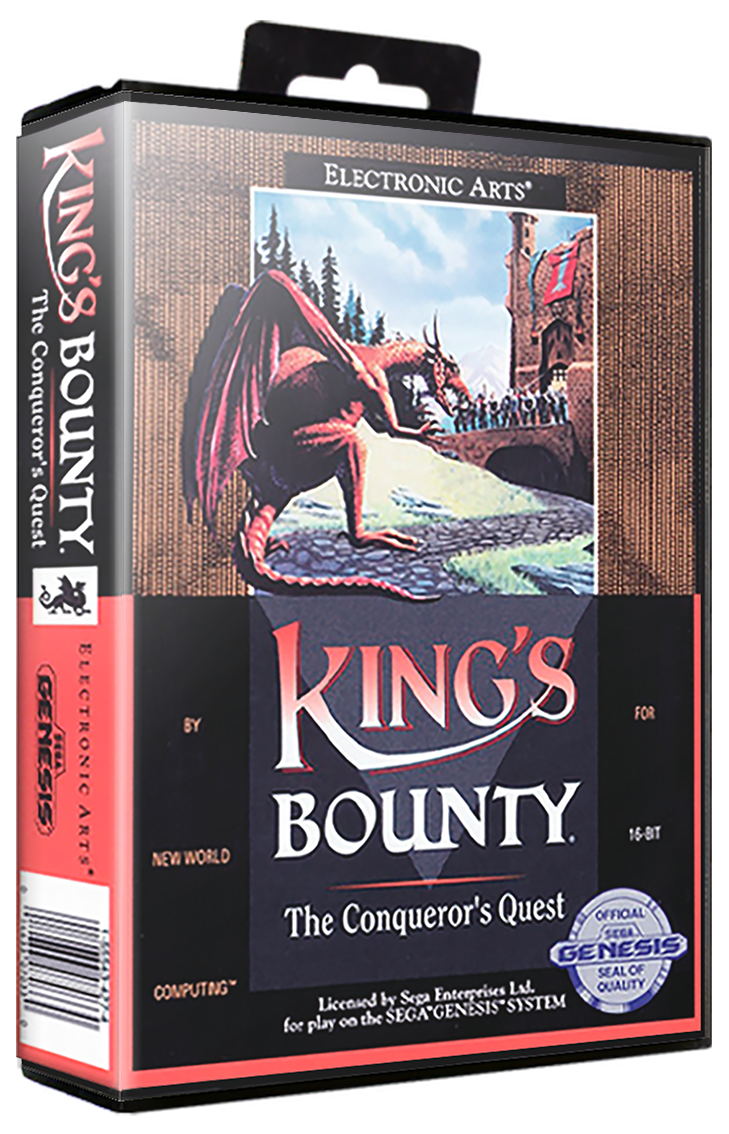 ELECTRONIC ARTS®
KING'S
BOUNTY.
The Conqueror's Quest
BY
FOR
NEW WORLD
16-BIT
COMPUTING™
Licensed by Sega Enterprises Ltd.
for play on the SEGA® GENESIS™ SYSTEM
OFFICIAL
SEGA
GENESIS
SEAL OF
QUALITY
KING'S BOUNTY.
The Conqueror's Quest
ELECTRONIC ARTS®
SEGA
GENESIS